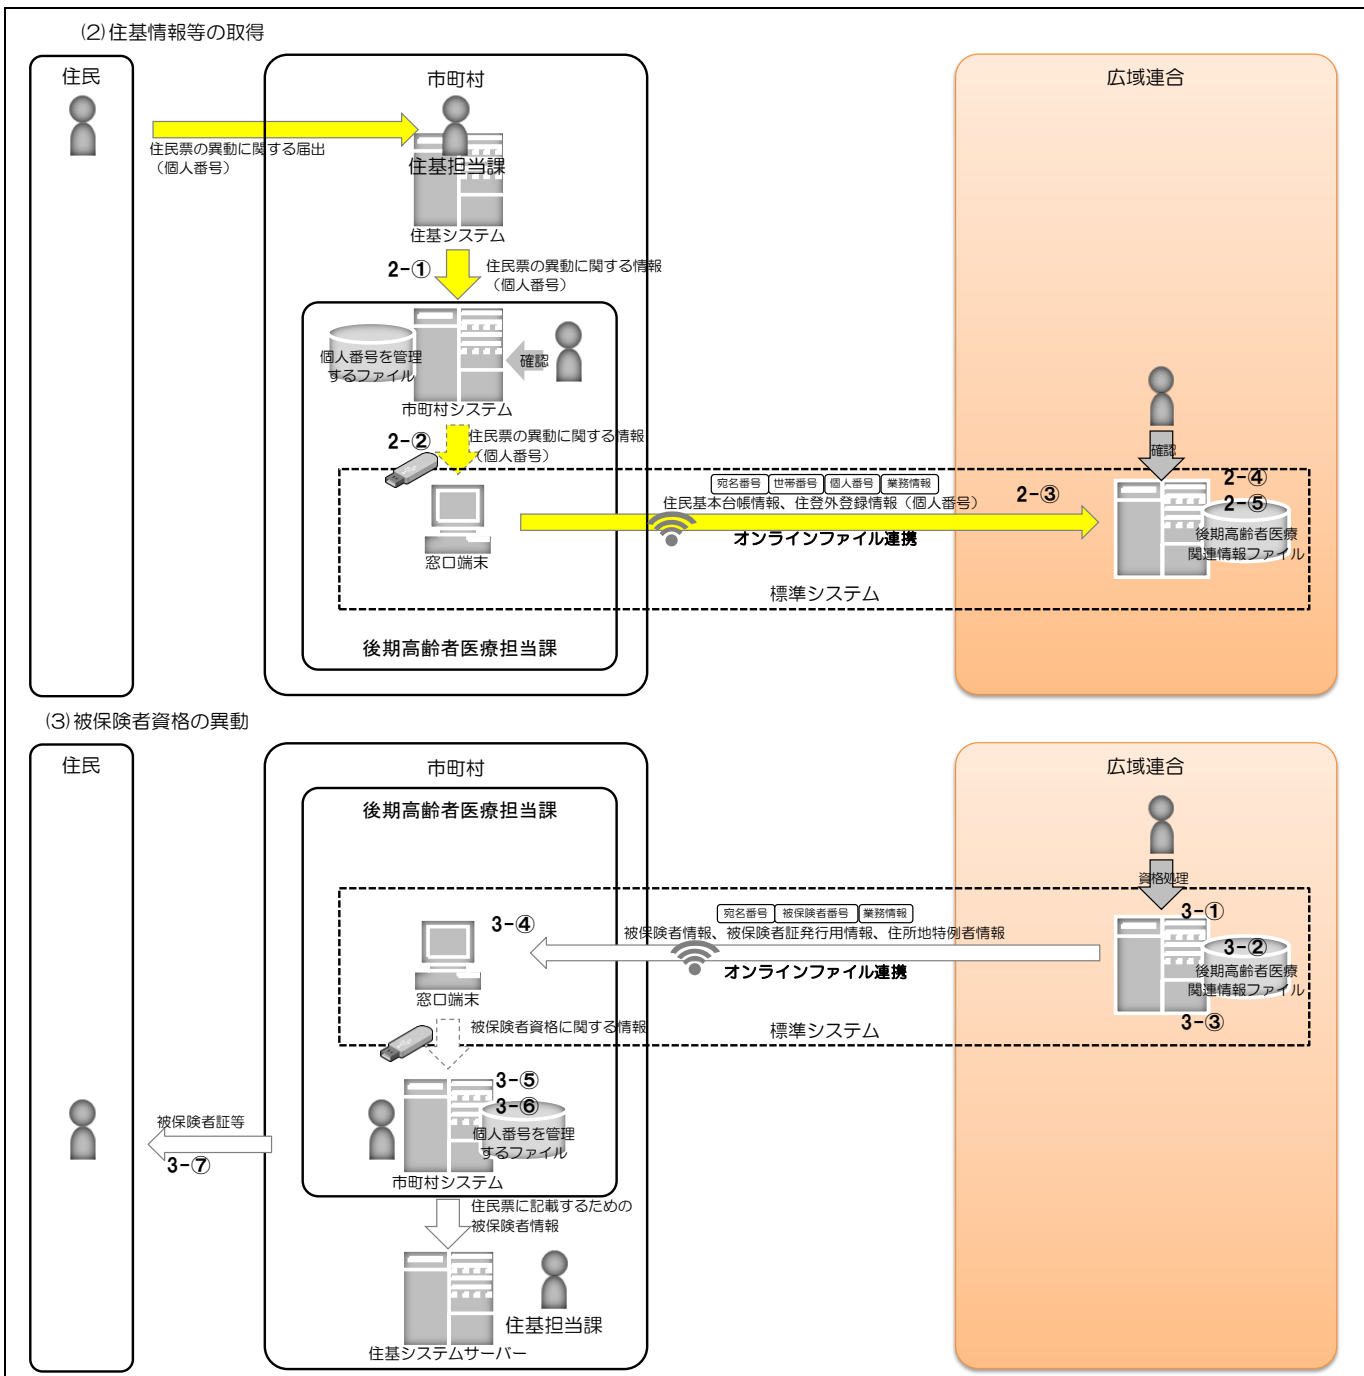 (2)住基情報等の取得
住民
市町村
広域連合
住民票の異動に関する届出
（個人番号）
住基担当課
住基システム
2-①
住民票の異動に関する情報
（個人番号）
個人番号を管理
するファイル
確認
市町村システム
2-②
住民票の異動に関する情報
（個人番号）
確認
宛名番号 世帯番号 個人番号 業務情報
住民基本台帳情報、住登外登録情報（個人番号）
2-③
2-④
2-⑤
オンラインファイル連携
後期高齢者医療
関連情報ファイル
窓口端末
標準システム
後期高齢者医療担当課
(3)被保険者資格の異動
住民
市町村
広域連合
後期高齢者医療担当課
資格処理
3-④
宛名番号 被保険者番号 業務情報
被保険者情報、被保険者証発行用情報、住所地特例者情報
3-①
3-②
オンラインファイル連携
後期高齢者医療
関連情報ファイル
窓口端末
3-③
被保険者資格に関する情報
標準システム
3-⑤
3-⑥
被保険者証等
個人番号を管理
するファイル
3-⑦
市町村システム
住民票に記載するための
被保険者情報
住基担当課
住基システムサーバー